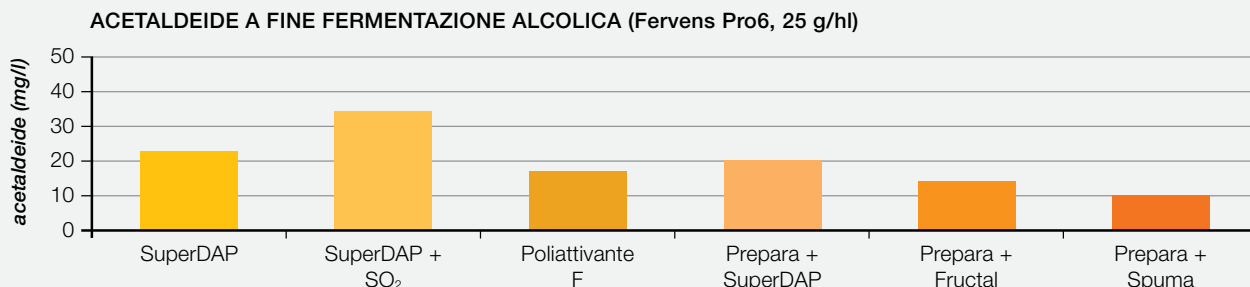 ACETALDEIDE A FINE FERMENTAZIONE ALCOLICA (Fervens Pro6, 25 g/hl)
acetaldeide (mg/l)
50
40
30
20
10
0
SuperDAP
SuperDAP +
SO₂
Poliattivante
F
Prepara +
SuperDAP
Prepara +
Fructal
Prepara +
Spuma